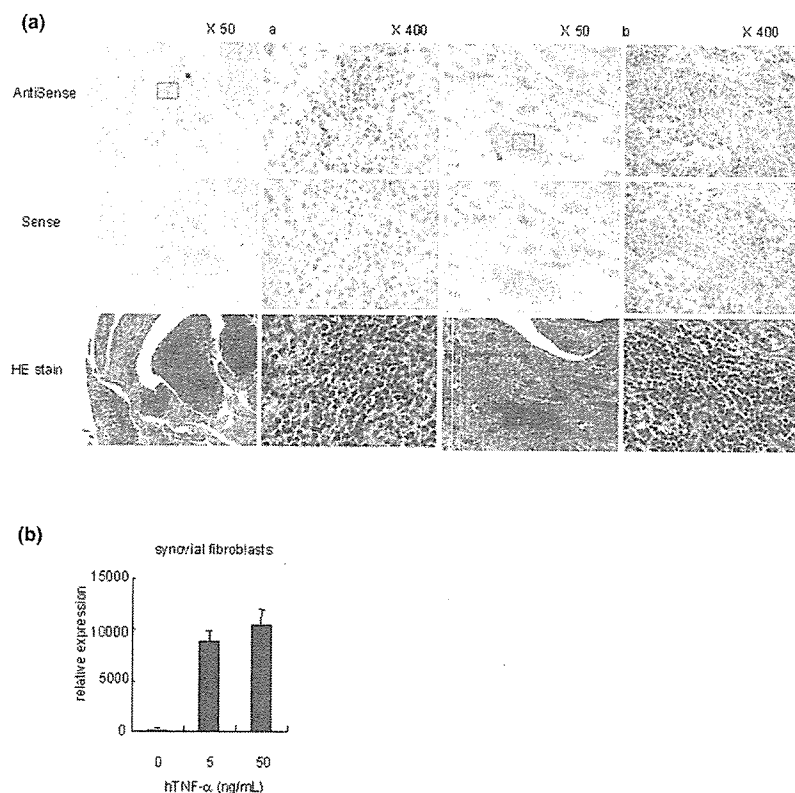 (a)
X 50 a X 400 X 50 b X 400
AntiSense
Sense
HE stain
(b)
synovial fibroblasts
15000
10000
5000
0
relative expression
0 5 50
hTNF-α (ng/mL)